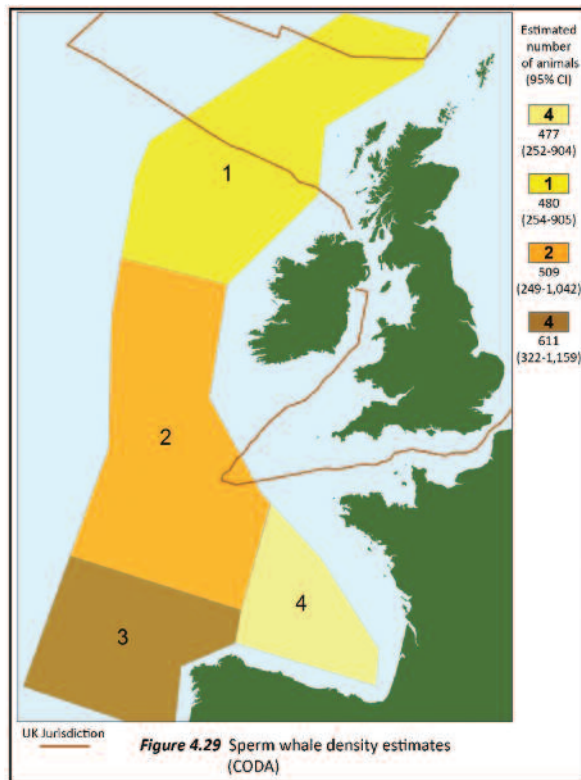 Estimated
number
of animals
(95% CI)
4
477
(252-904)
1
480
(254-905)
2
509
(249-1,042)
4
611
(322-1,159)
1
2
3
4
UK Jurisdiction
Figure 4.29 Sperm whale density estimates
(CODA)